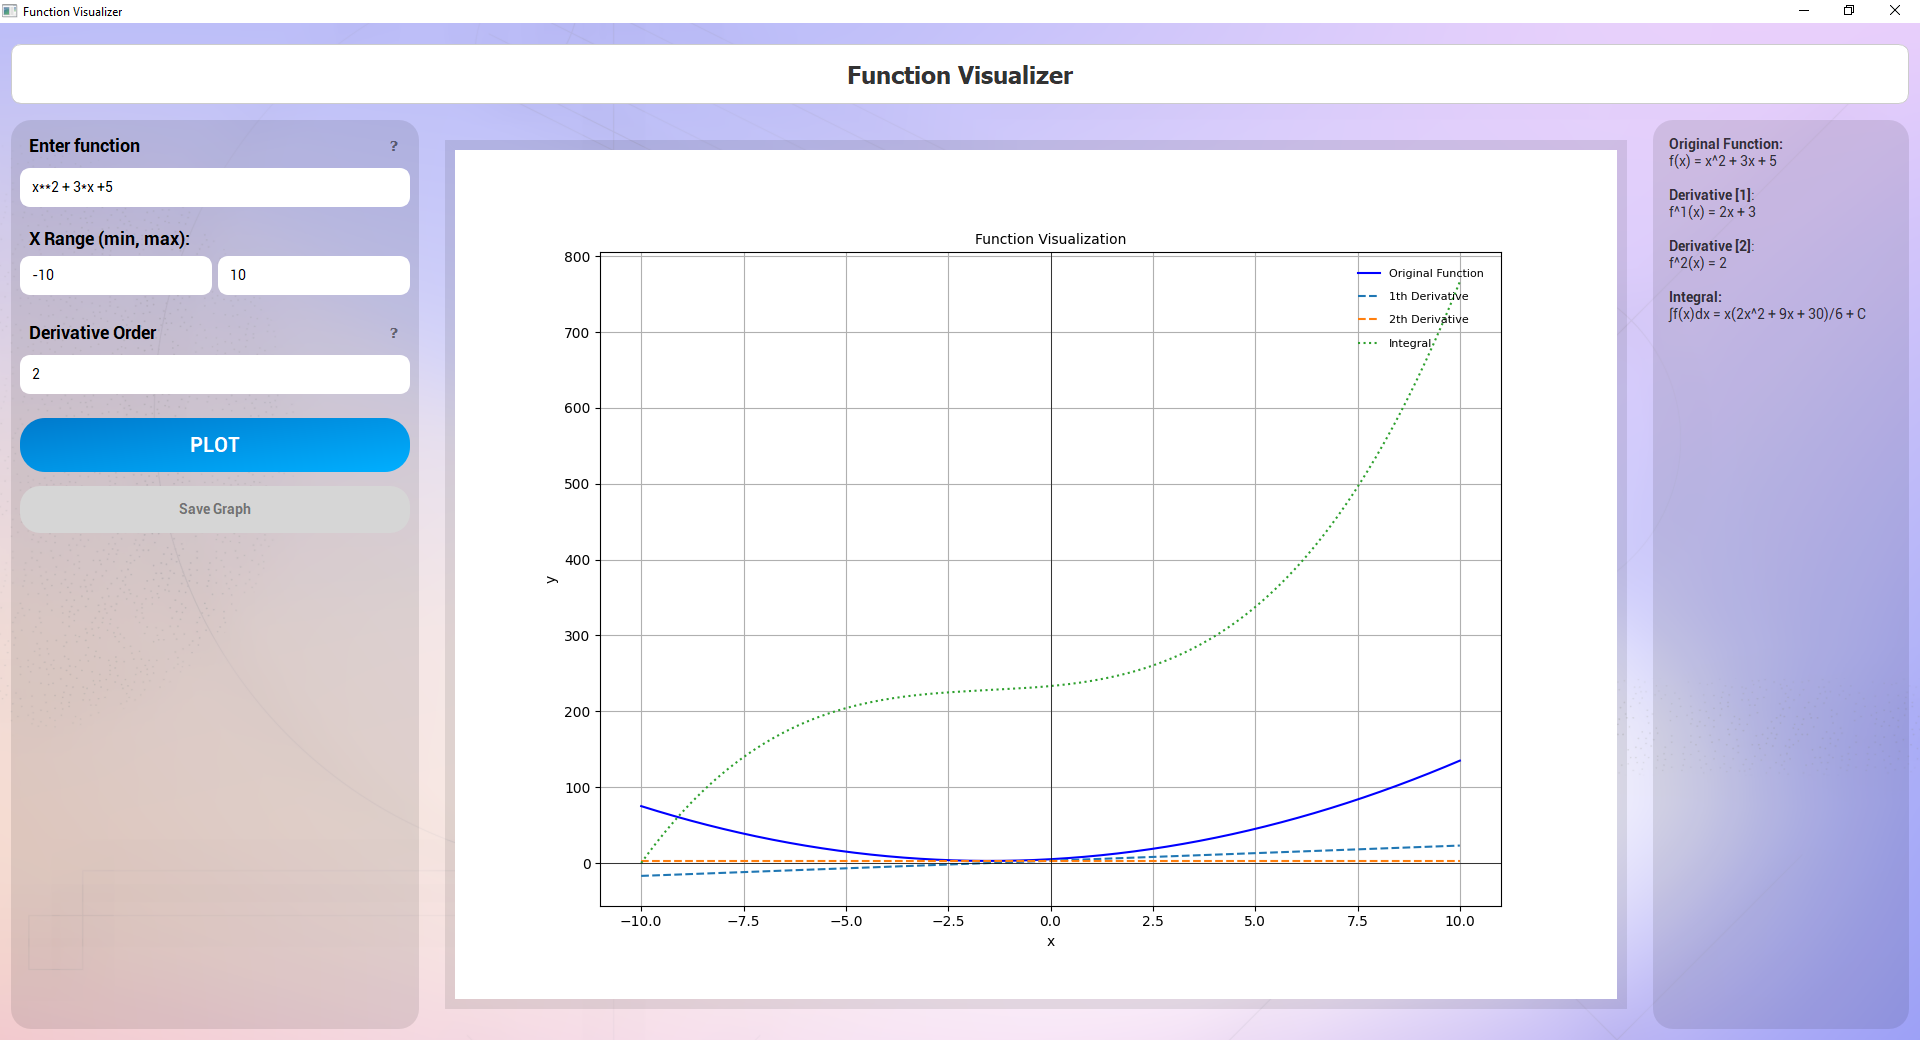 Function Visualizer
Function Visualizer
Enter function ?
x**2 + 3*x +5
X Range (min, max):
-10 10
Derivative Order ?
2
PLOT
Save Graph
Function Visualization
Original Function
1th Derivative
2th Derivative
Integral
800
700
600
500
400
300
200
100
0
y
−10.0 −7.5 −5.0 −2.5 0.0 2.5 5.0 7.5 10.0
x
Original Function:
f(x) = x^2 + 3x + 5
Derivative [1]:
f^1(x) = 2x + 3
Derivative [2]:
f^2(x) = 2
Integral:
∫f(x)dx = x(2x^2 + 9x + 30)/6 + C